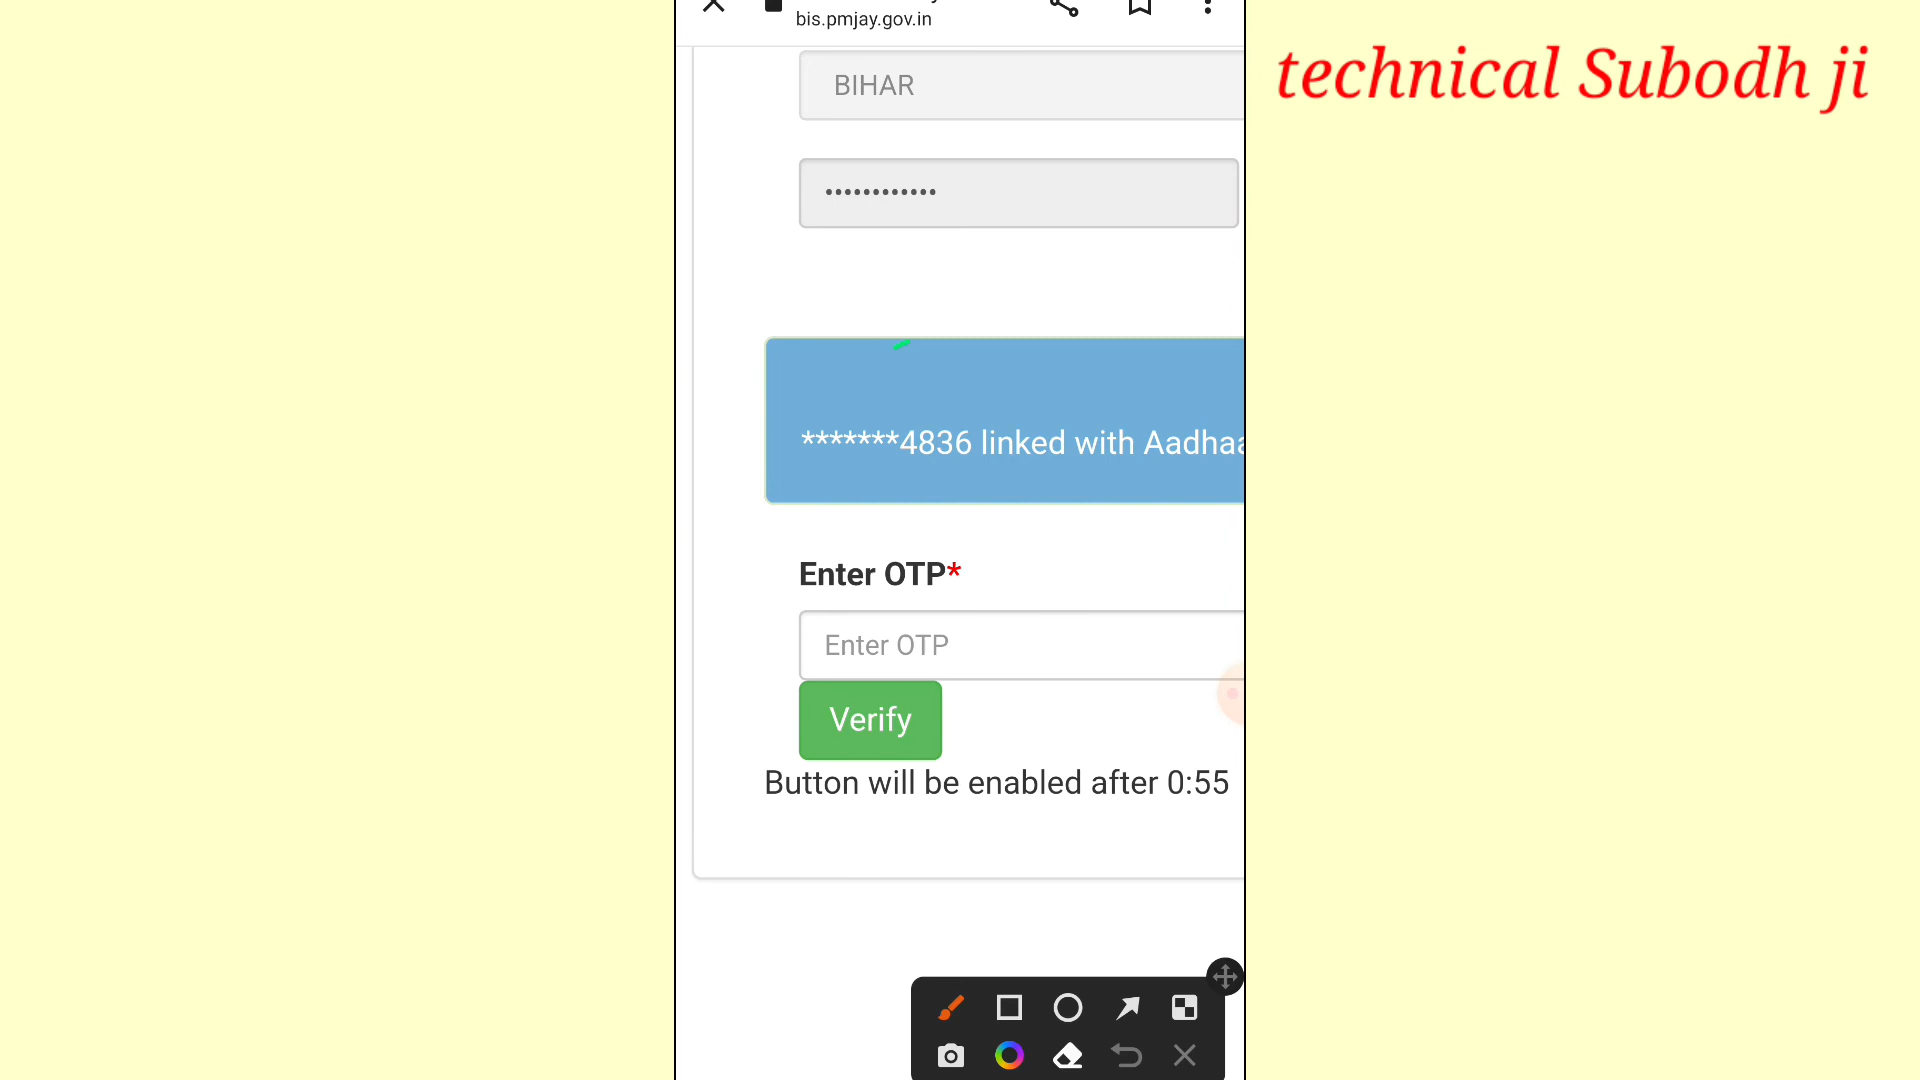 bis.pmjay.gov.in
technical Subodh ji
BIHAR
••••••••••••
*******4836 linked with Aadhaa
Enter OTP*
Enter OTP
Verify
Button will be enabled after 0:55